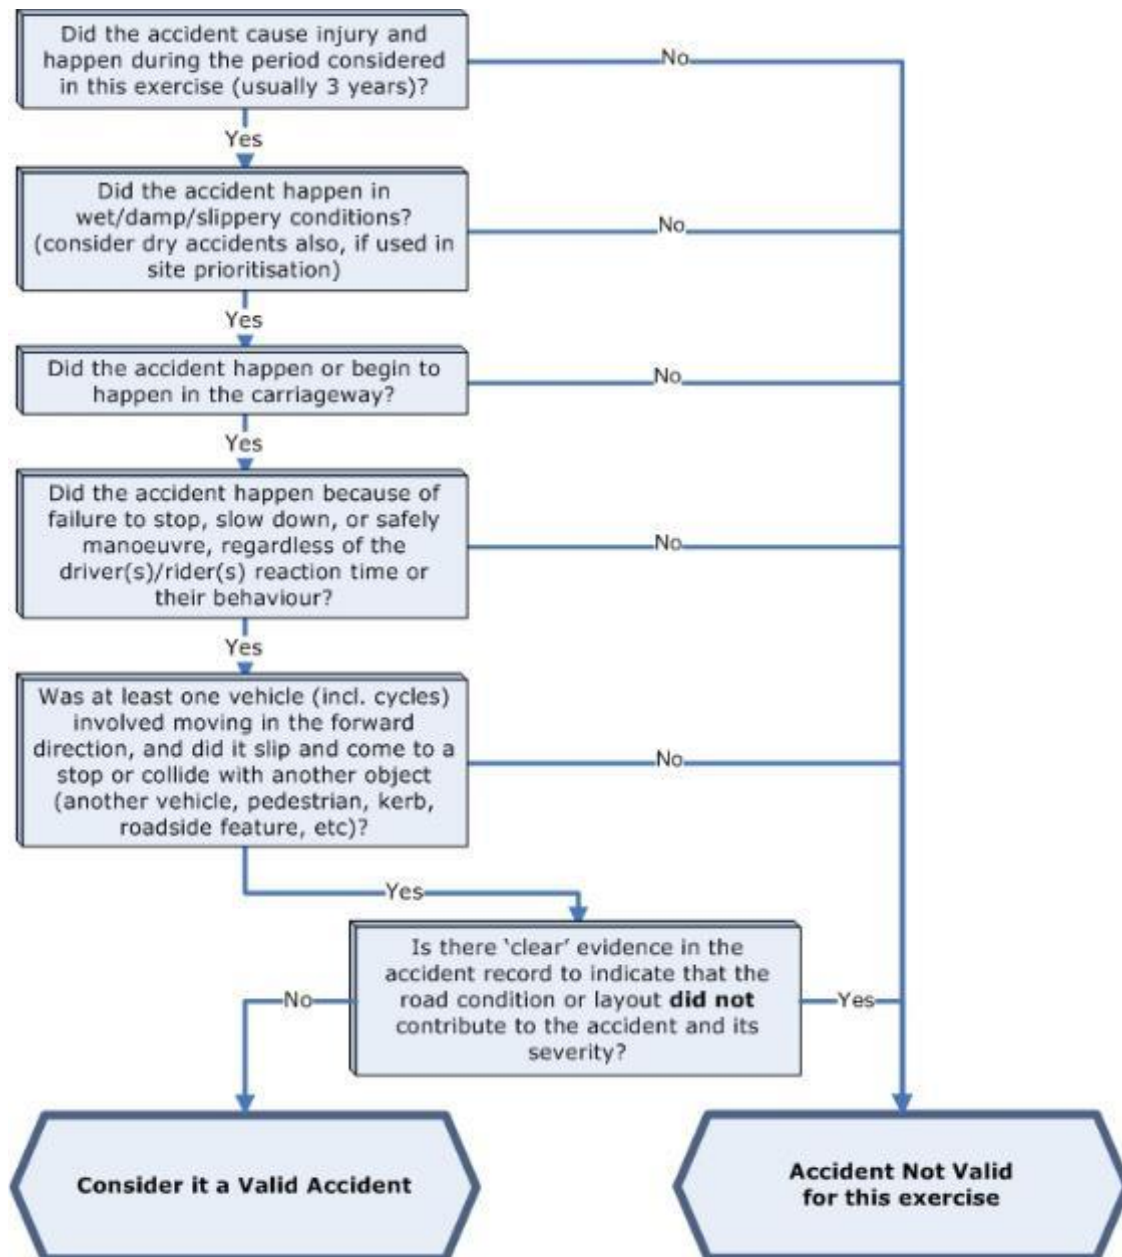 Did the accident cause injury and
happen during the period considered
in this exercise (usually 3 years)?
No
Yes
Did the accident happen in
wet/damp/slippery conditions?
(consider dry accidents also, if used in
site prioritisation)
No
Yes
Did the accident happen or begin to
happen in the carriageway?
No
Yes
Did the accident happen because of
failure to stop, slow down, or safely
manoeuvre, regardless of the
driver(s)/rider(s) reaction time or
their behaviour?
No
Yes
Was at least one vehicle (incl. cycles)
involved moving in the forward
direction, and did it slip and come to a
stop or collide with another object
(another vehicle, pedestrian, kerb,
roadside feature, etc)?
No
Yes
Is there ‘clear’ evidence in the
accident record to indicate that the
road condition or layout did not
contribute to the accident and its
severity?
No
Yes
Consider it a Valid Accident
Accident Not Valid
for this exercise